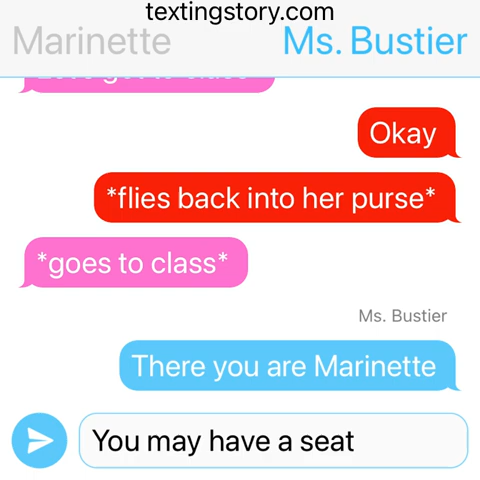 textingstory.com
Marinette
Ms. Bustier
Okay
*flies back into her purse*
*goes to class*
Ms. Bustier
There you are Marinette
You may have a seat